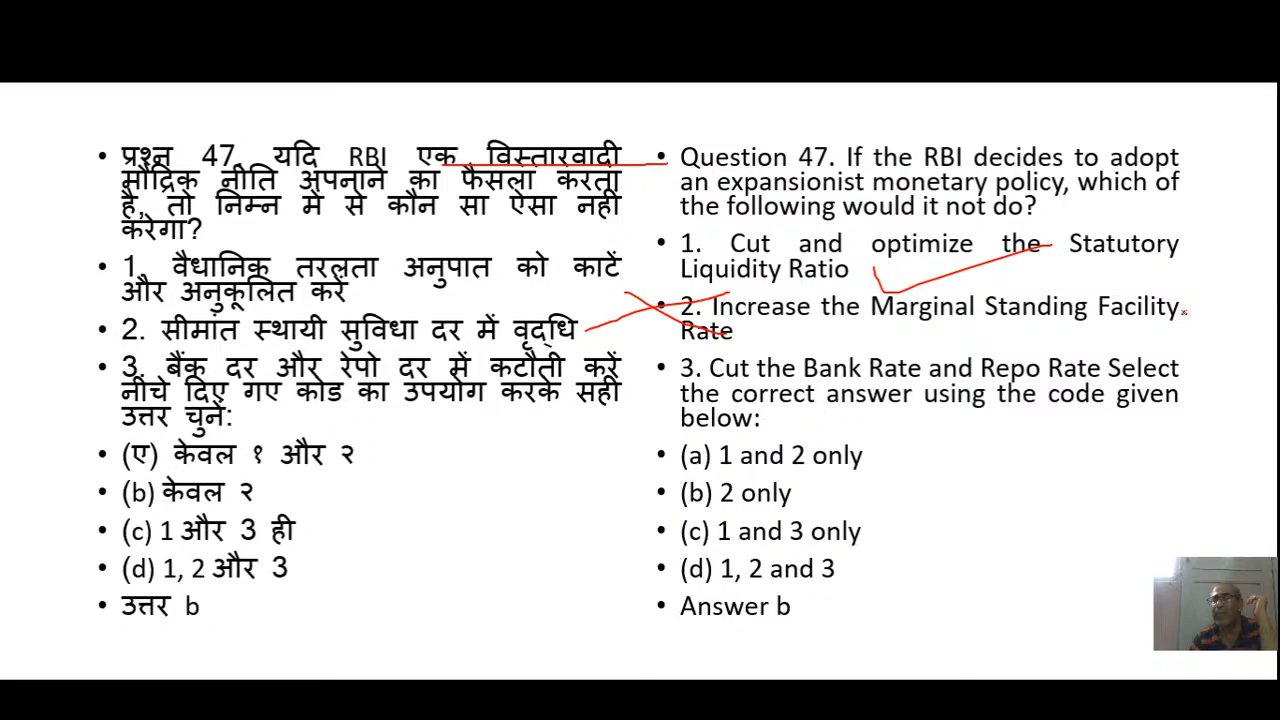 प्रश्न 47. यदि RBI एक विस्तारवादी
मौद्रिक नीति अपनाने का फैसला करता
है, तो निम्न में से कौन सा ऐसा नहीं
करेगा?
1. वैधानिक तरलता अनुपात को काटें
और अनुकूलित करें
2. सीमांत स्थायी सुविधा दर में वृद्धि
3. बैंक दर और रेपो दर में कटौती करें
नीचे दिए गए कोड का उपयोग करके सही
उत्तर चुनें:
(ए) केवल १ और २
(b) केवल २
(c) 1 और 3 ही
(d) 1, 2 और 3
उत्तर b
Question 47. If the RBI decides to adopt
an expansionist monetary policy, which of
the following would it not do?
1. Cut and optimize the Statutory
Liquidity Ratio
2. Increase the Marginal Standing Facility
Rate
3. Cut the Bank Rate and Repo Rate Select
the correct answer using the code given
below:
(a) 1 and 2 only
(b) 2 only
(c) 1 and 3 only
(d) 1, 2 and 3
Answer b